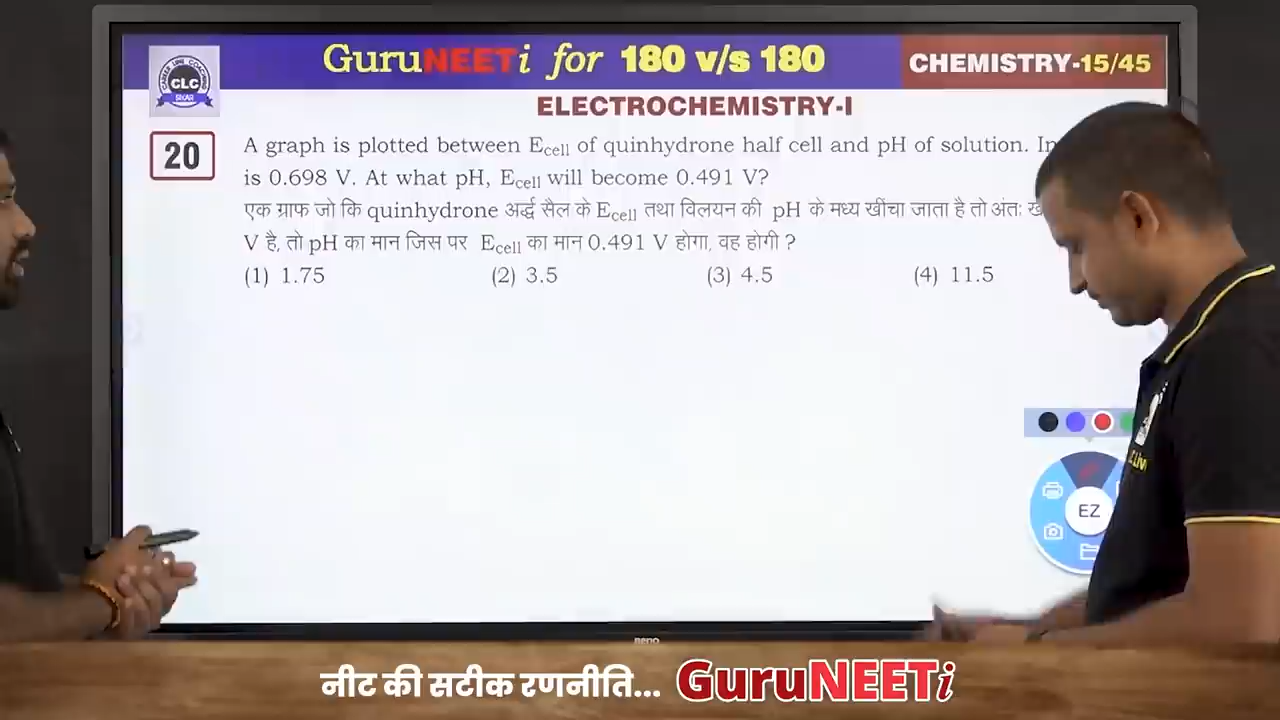 GuruNEETi for 180 v/s 180
CHEMISTRY-15/45
CLC
SIKAR
ELECTROCHEMISTRY-I
20
A graph is plotted between Ecell of quinhydrone half cell and pH of solution. In
is 0.698 V. At what pH, Ecell will become 0.491 V?
एक ग्राफ जो कि quinhydrone अर्द्ध सैल के Ecell तथा विलयन की pH के मध्य खींचा जाता है तो अंतः
V है, तो pH का मान जिस पर Ecell का मान 0.491 V होगा, वह होगी ?
(1) 1.75 (2) 3.5 (3) 4.5 (4) 11.5
EZ
नीट की सटीक रणनीति... GuruNEETi